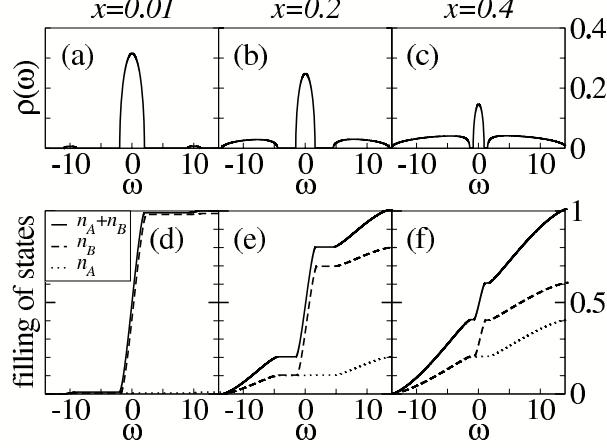 x=0.01 x=0.2 x=0.4
(a) (b) (c) 0.4
ρ(ω) 0.2
0
-10 0 10 -10 0 10 -10 0 10
ω ω ω
n_A+n_B
n_B
n_A
(d) (e) (f) 1
filling of states 0.5
0
-10 0 10 -10 0 10 -10 0 10
ω ω ω